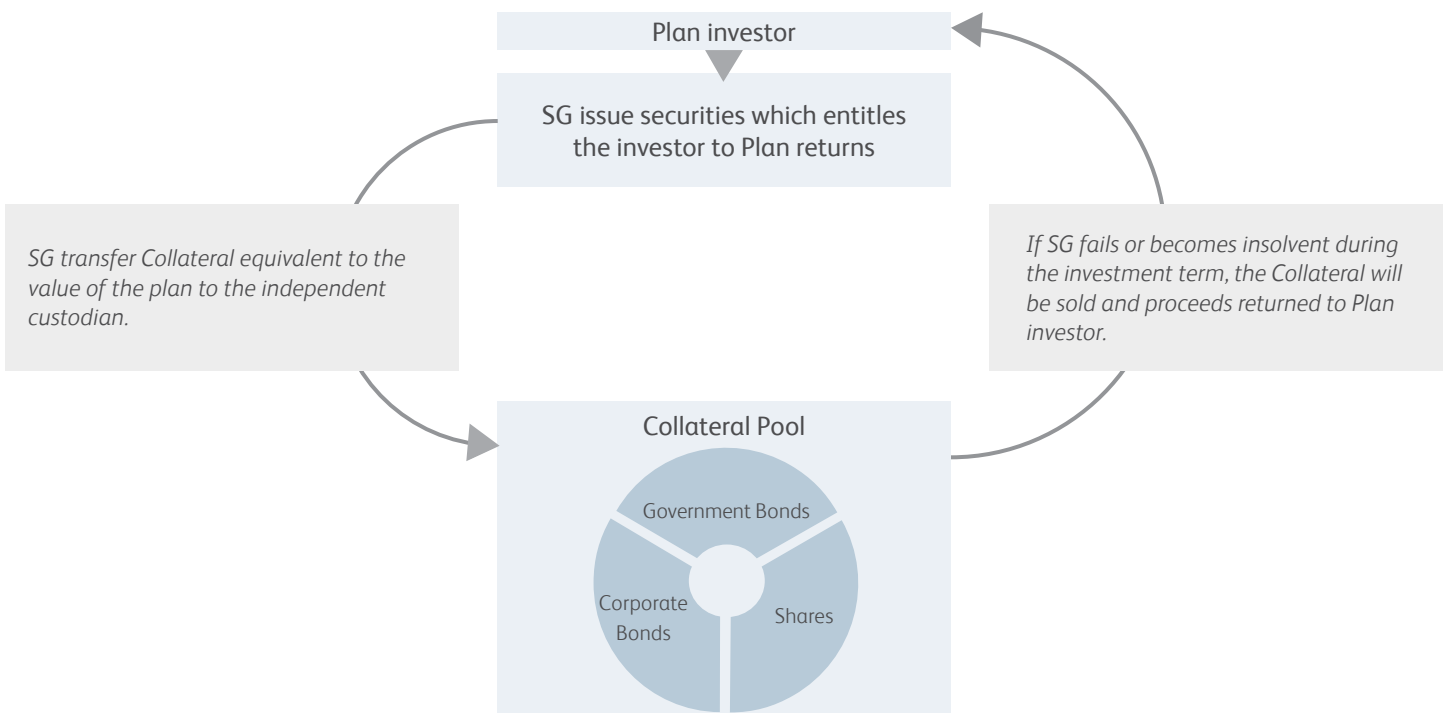 Plan investor
SG issue securities which entitles
the investor to Plan returns
SG transfer Collateral equivalent to the
value of the plan to the independent
custodian.
If SG fails or becomes insolvent during
the investment term, the Collateral will
be sold and proceeds returned to Plan
investor.
Collateral Pool
Government Bonds
Corporate
Bonds
Shares